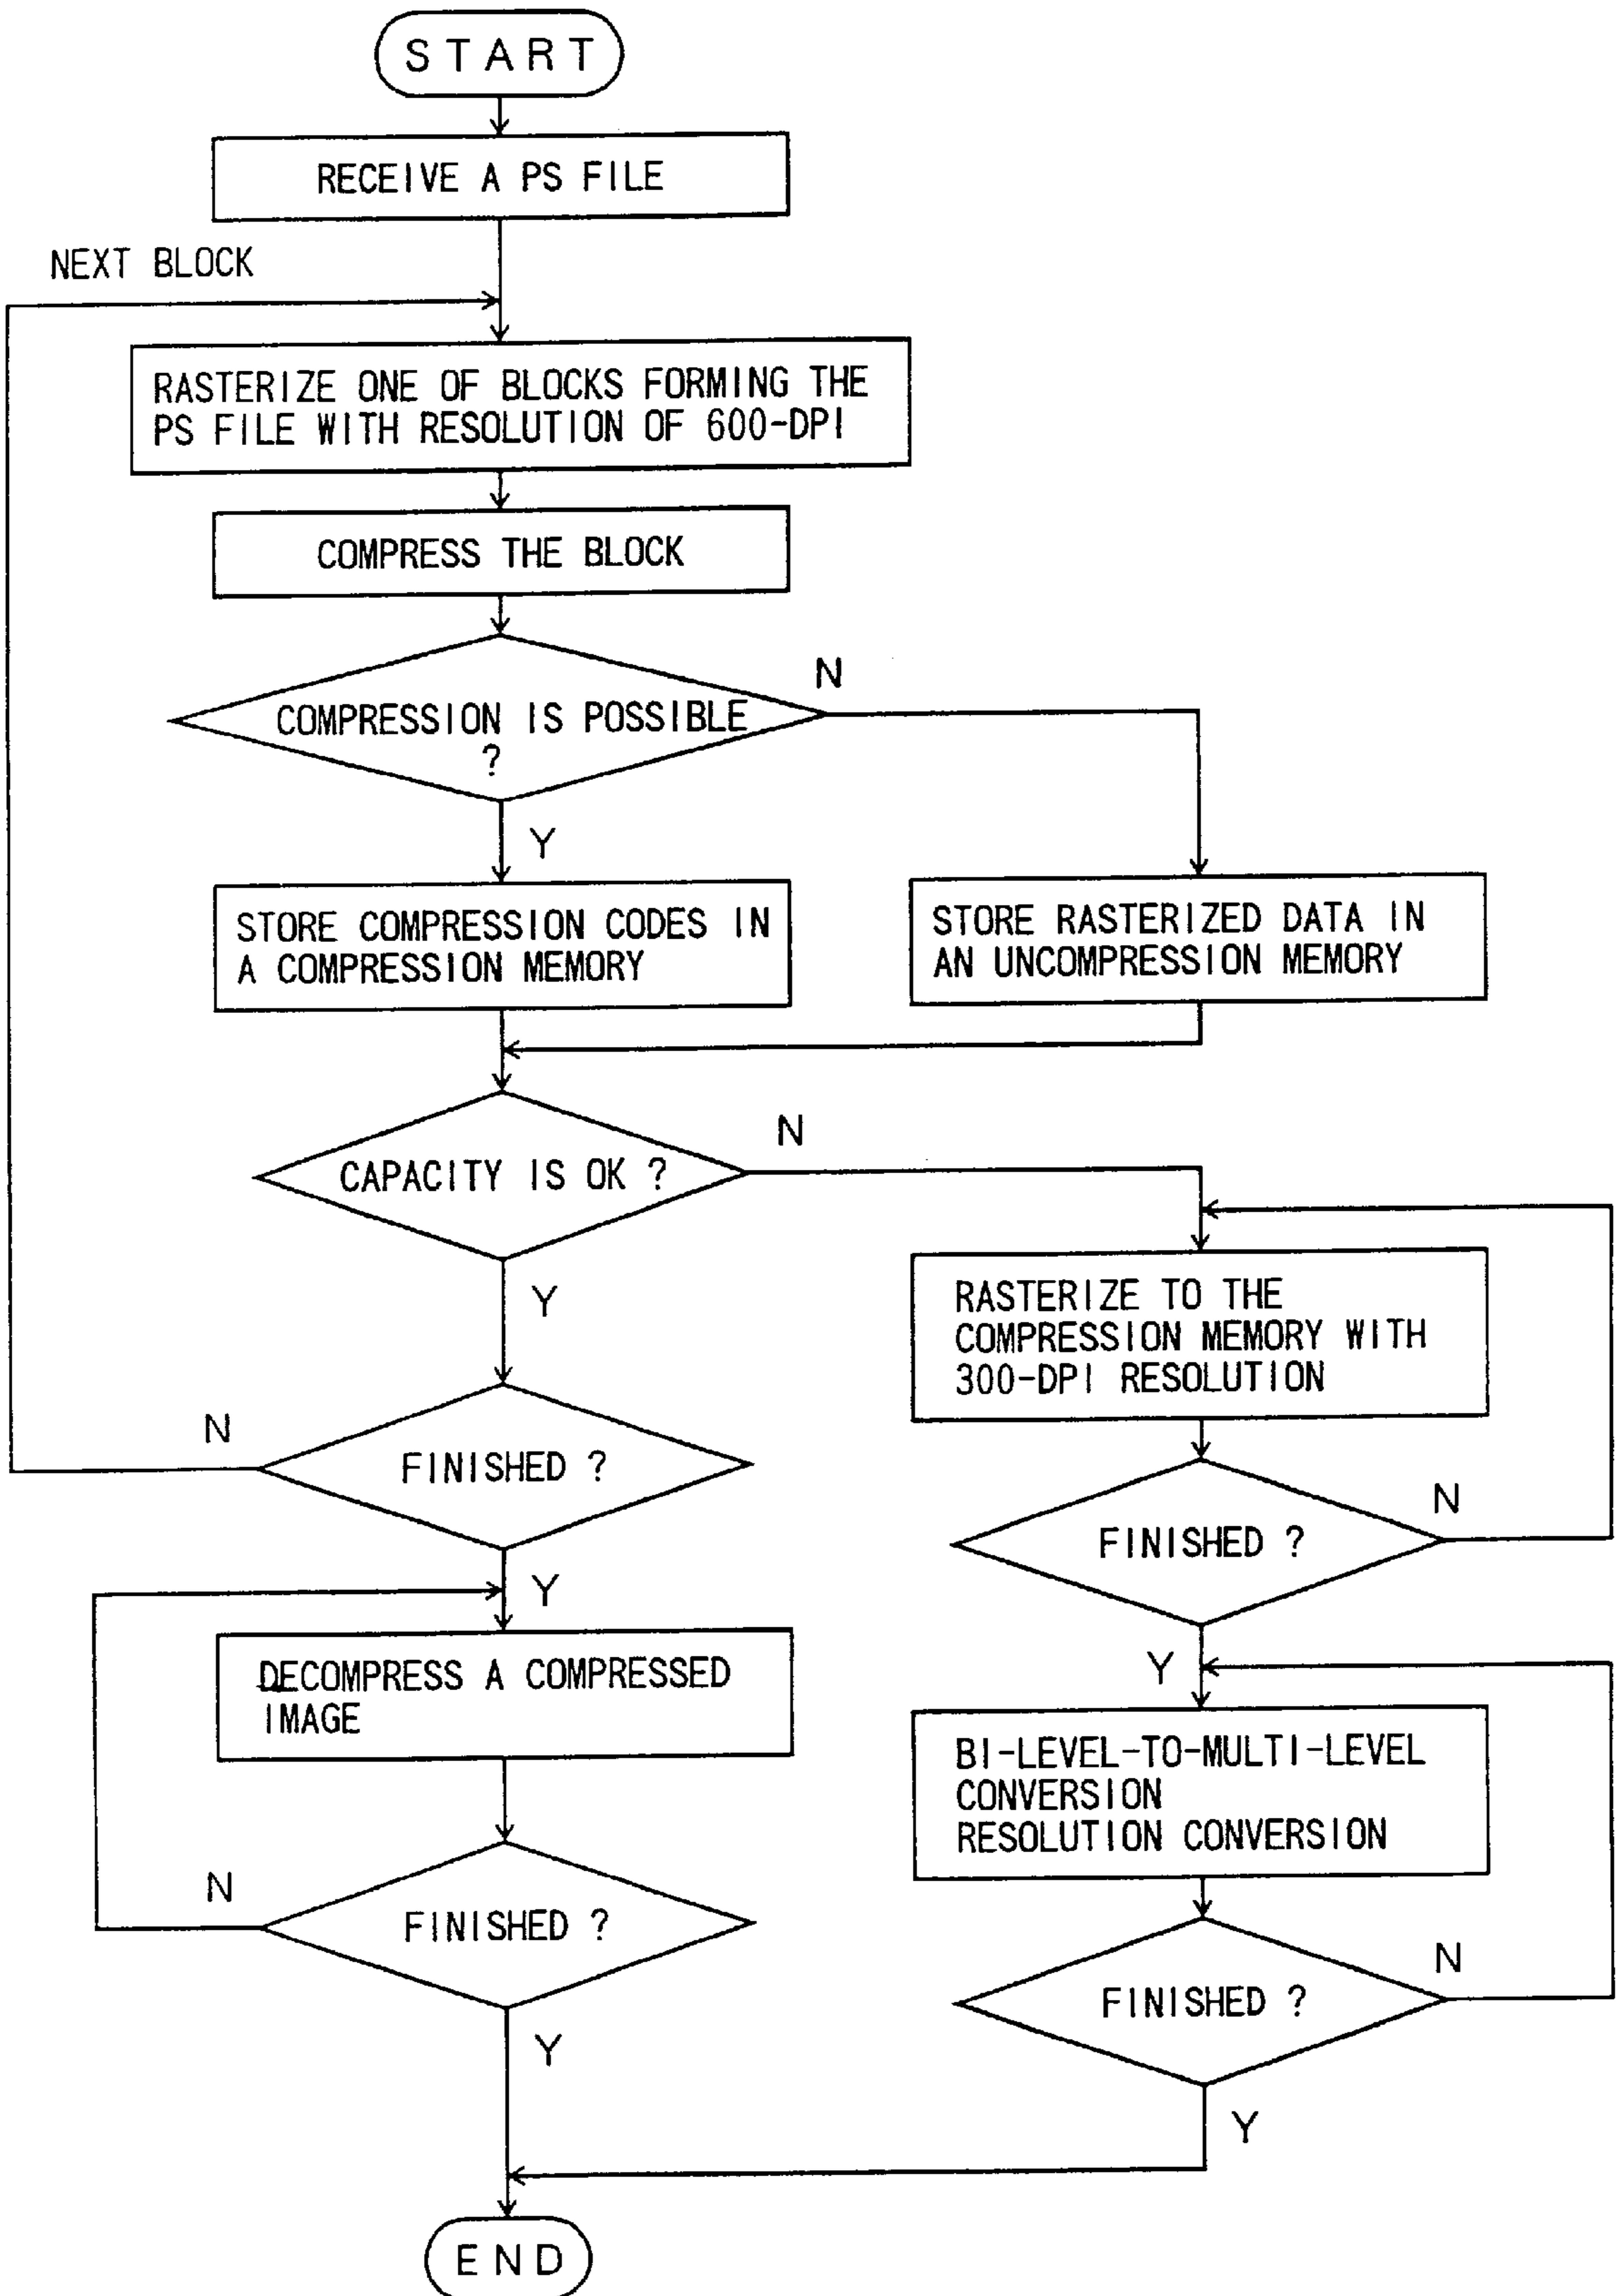 START
RECEIVE A PS FILE
NEXT BLOCK
RASTERIZE ONE OF BLOCKS FORMING THE
PS FILE WITH RESOLUTION OF 600-DPI
COMPRESS THE BLOCK
N
COMPRESSION IS POSSIBLE
?
Y
STORE COMPRESSION CODES IN
A COMPRESSION MEMORY
STORE RASTERIZED DATA IN
AN UNCOMPRESSION MEMORY
N
CAPACITY IS OK ?
Y
RASTERIZE TO THE
COMPRESSION MEMORY WITH
300-DPI RESOLUTION
N
FINISHED ?
Y
N
FINISHED ?
Y
DECOMPRESS A COMPRESSED
IMAGE
BI-LEVEL-TO-MULTI-LEVEL
CONVERSION
RESOLUTION CONVERSION
N
FINISHED ?
Y
N
FINISHED ?
Y
END